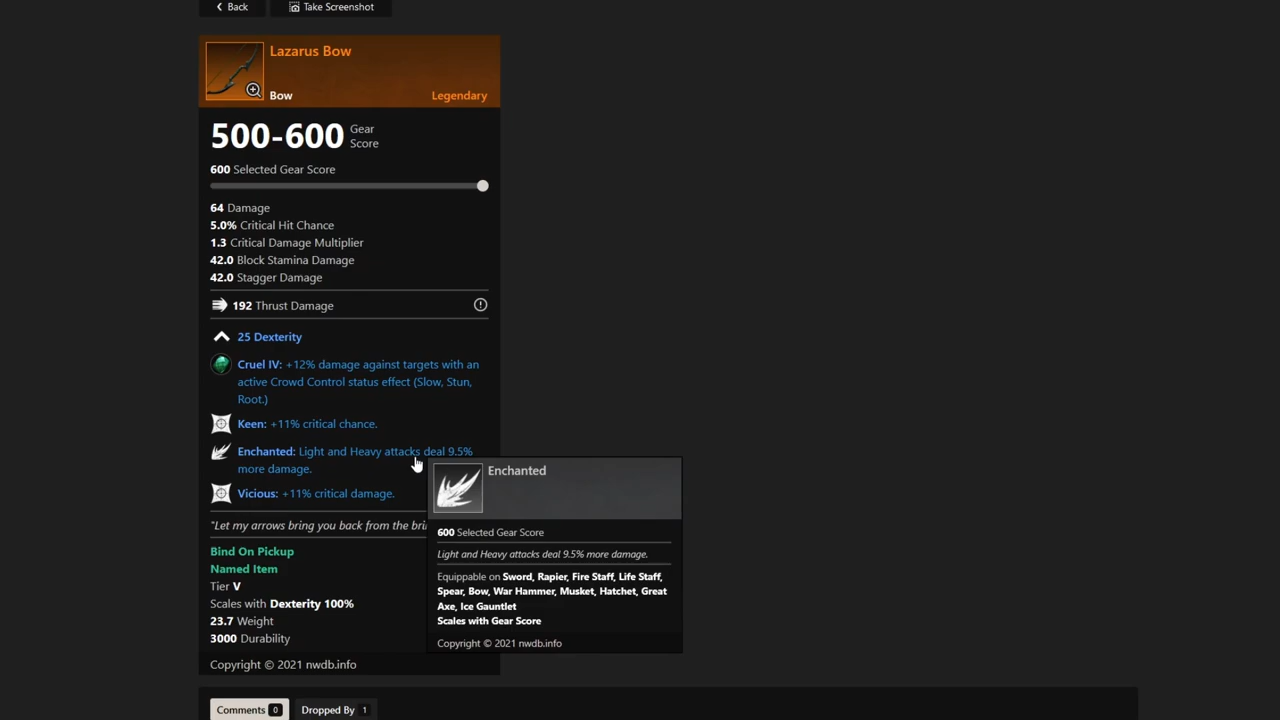 Back
Take Screenshot
Lazarus Bow
Bow
Legendary
500-600 Gear Score
600 Selected Gear Score
64 Damage
5.0% Critical Hit Chance
1.3 Critical Damage Multiplier
42.0 Block Stamina Damage
42.0 Stagger Damage
192 Thrust Damage
25 Dexterity
Cruel IV: +12% damage against targets with an
active Crowd Control status effect (Slow, Stun,
Root.)
Keen: +11% critical chance.
Enchanted: Light and Heavy attacks deal 9.5%
more damage.
Vicious: +11% critical damage.
"Let my arrows bring you back from the
Bind On Pickup
Named Item
Tier V
Scales with Dexterity 100%
23.7 Weight
3000 Durability
Copyright © 2021 nwdb.info
Enchanted
600 Selected Gear Score
Light and Heavy attacks deal 9.5% more damage.
Equippable on Sword, Rapier, Fire Staff, Life Staff,
Spear, Bow, War Hammer, Musket, Hatchet, Great
Axe, Ice Gauntlet
Scales with Gear Score
Copyright © 2021 nwdb.info
Comments 0
Dropped By 1